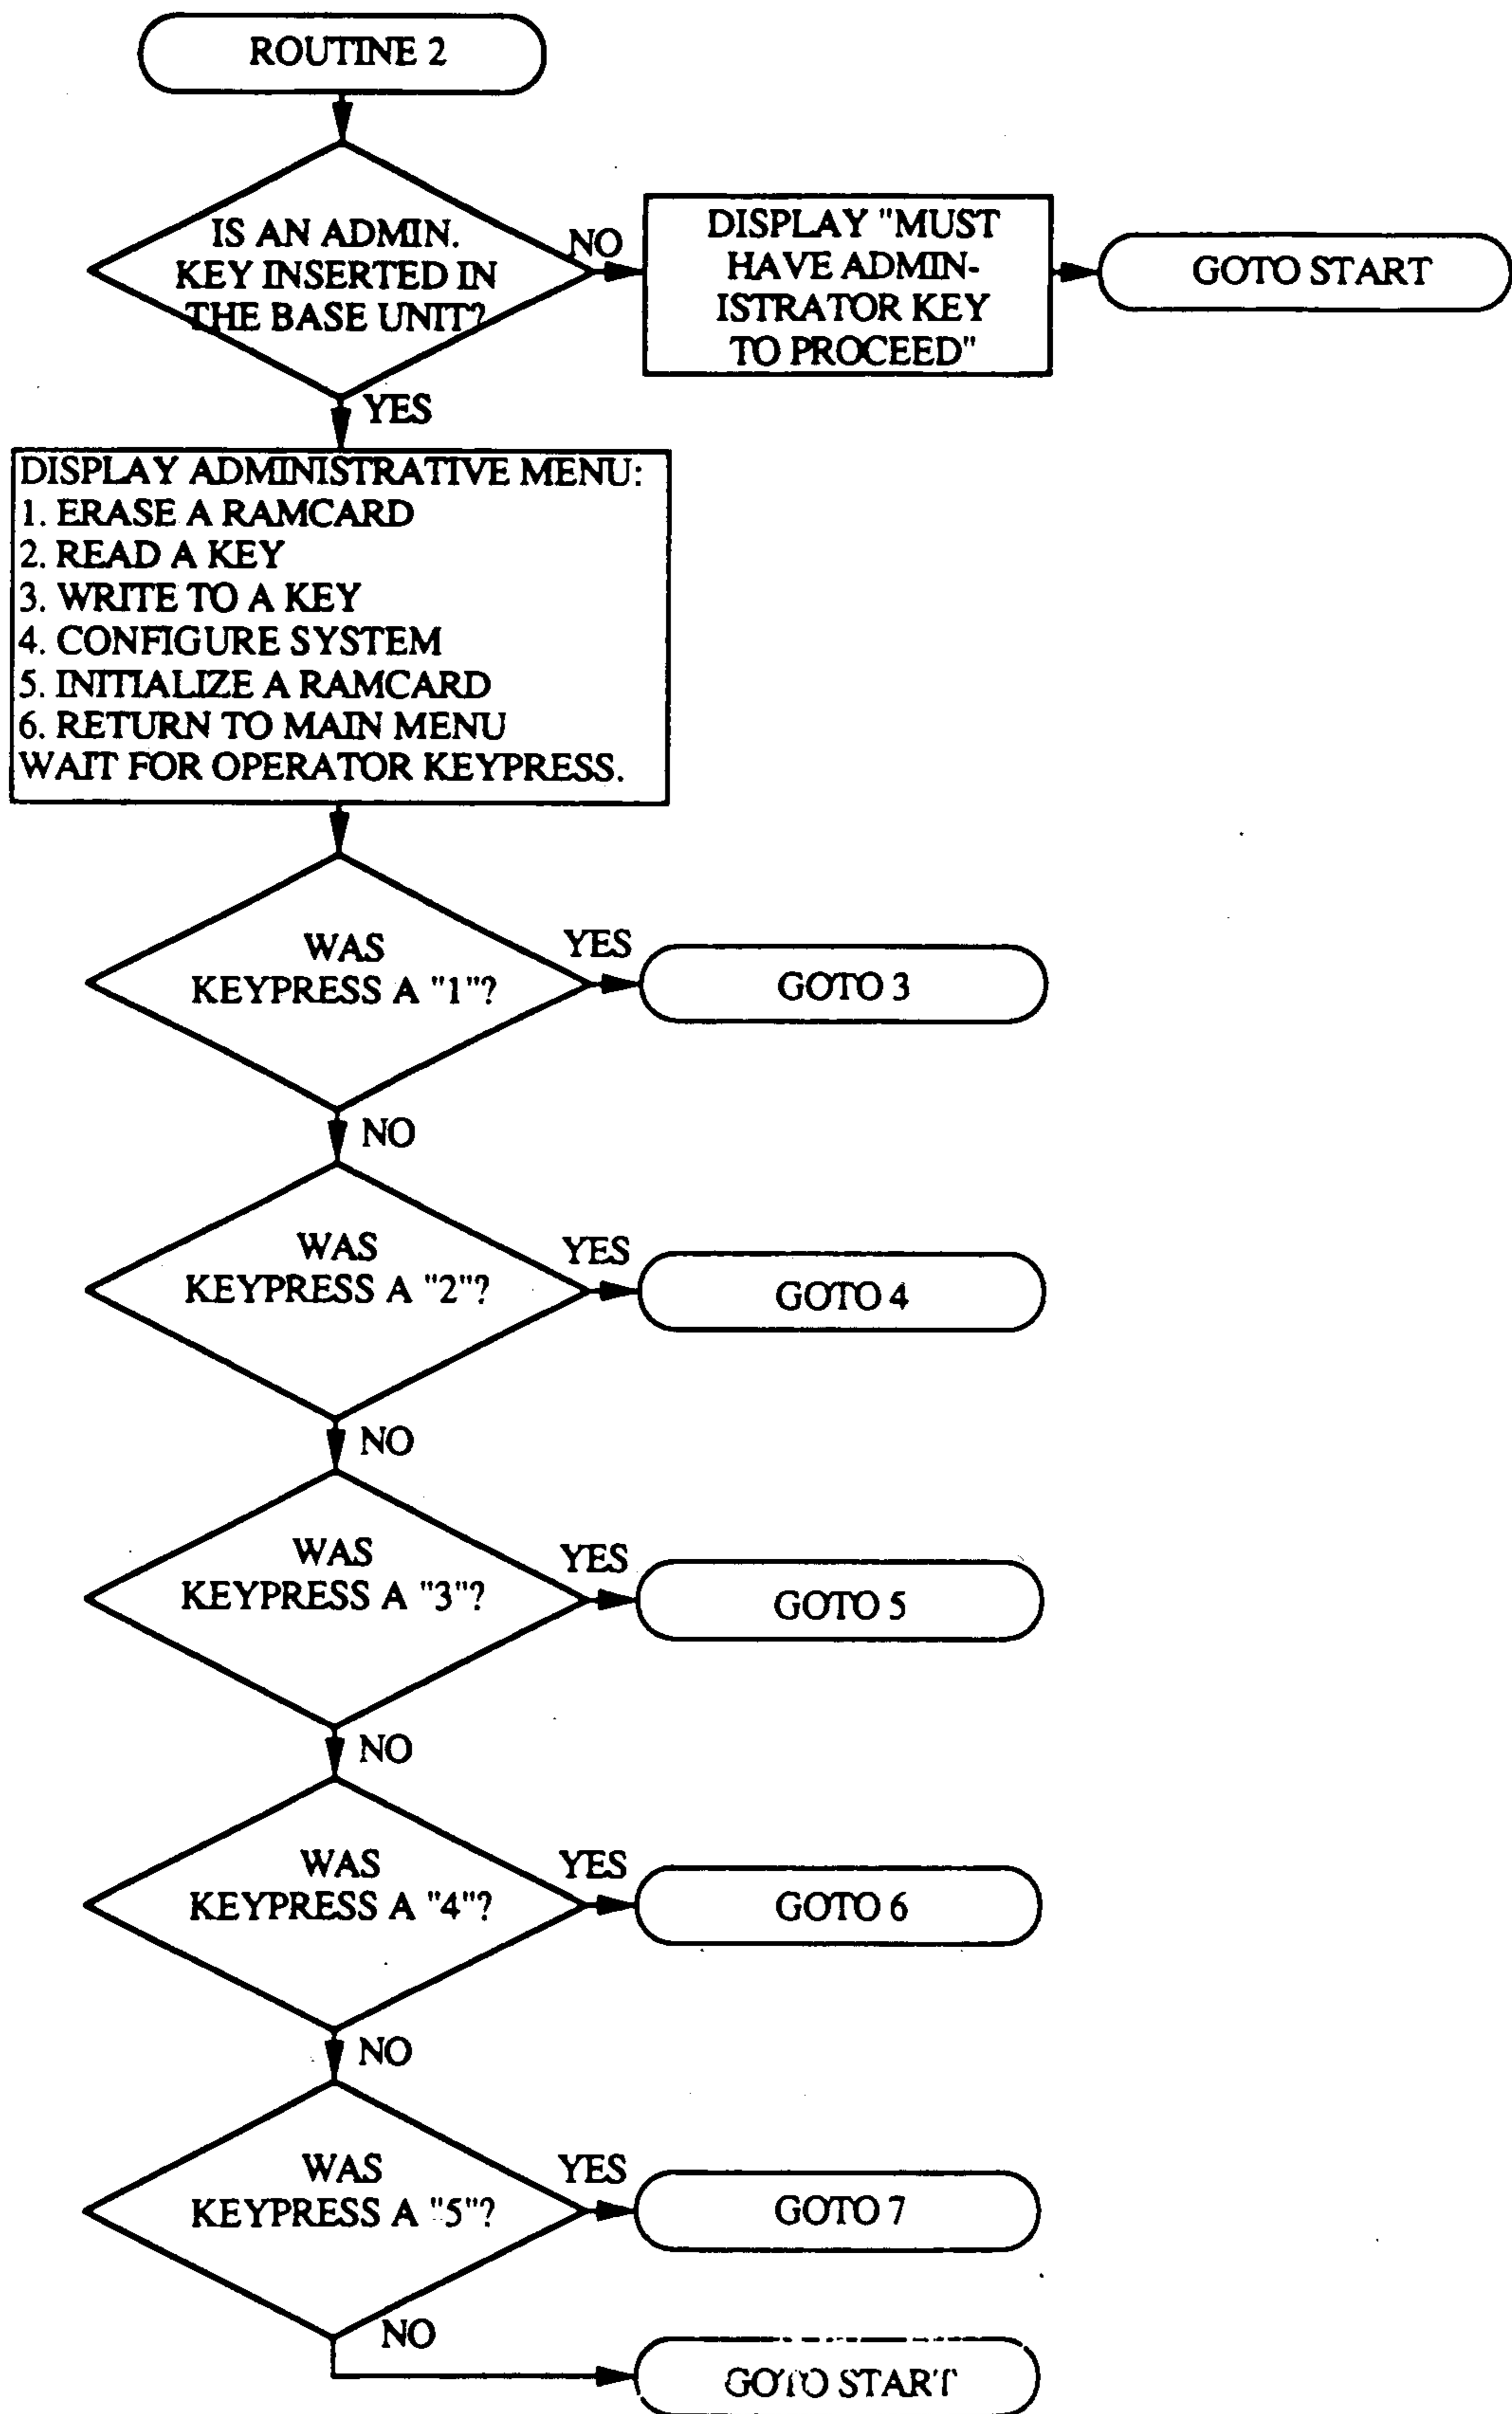 ROUTINE 2
IS AN ADMIN.
KEY INSERTED IN
THE BASE UNIT?
NO
DISPLAY "MUST
HAVE ADMIN-
ISTRATOR KEY
TO PROCEED"
GOTO START
YES
DISPLAY ADMINISTRATIVE MENU:
1. ERASE A RAMCARD
2. READ A KEY
3. WRITE TO A KEY
4. CONFIGURE SYSTEM
5. INITIALIZE A RAMCARD
6. RETURN TO MAIN MENU
WAIT FOR OPERATOR KEYPRESS.
WAS
KEYPRESS A "1"?
YES
GOTO 3
NO
WAS
KEYPRESS A "2"?
YES
GOTO 4
NO
WAS
KEYPRESS A "3"?
YES
GOTO 5
NO
WAS
KEYPRESS A "4"?
YES
GOTO 6
NO
WAS
KEYPRESS A "5"?
YES
GOTO 7
NO
GOTO START